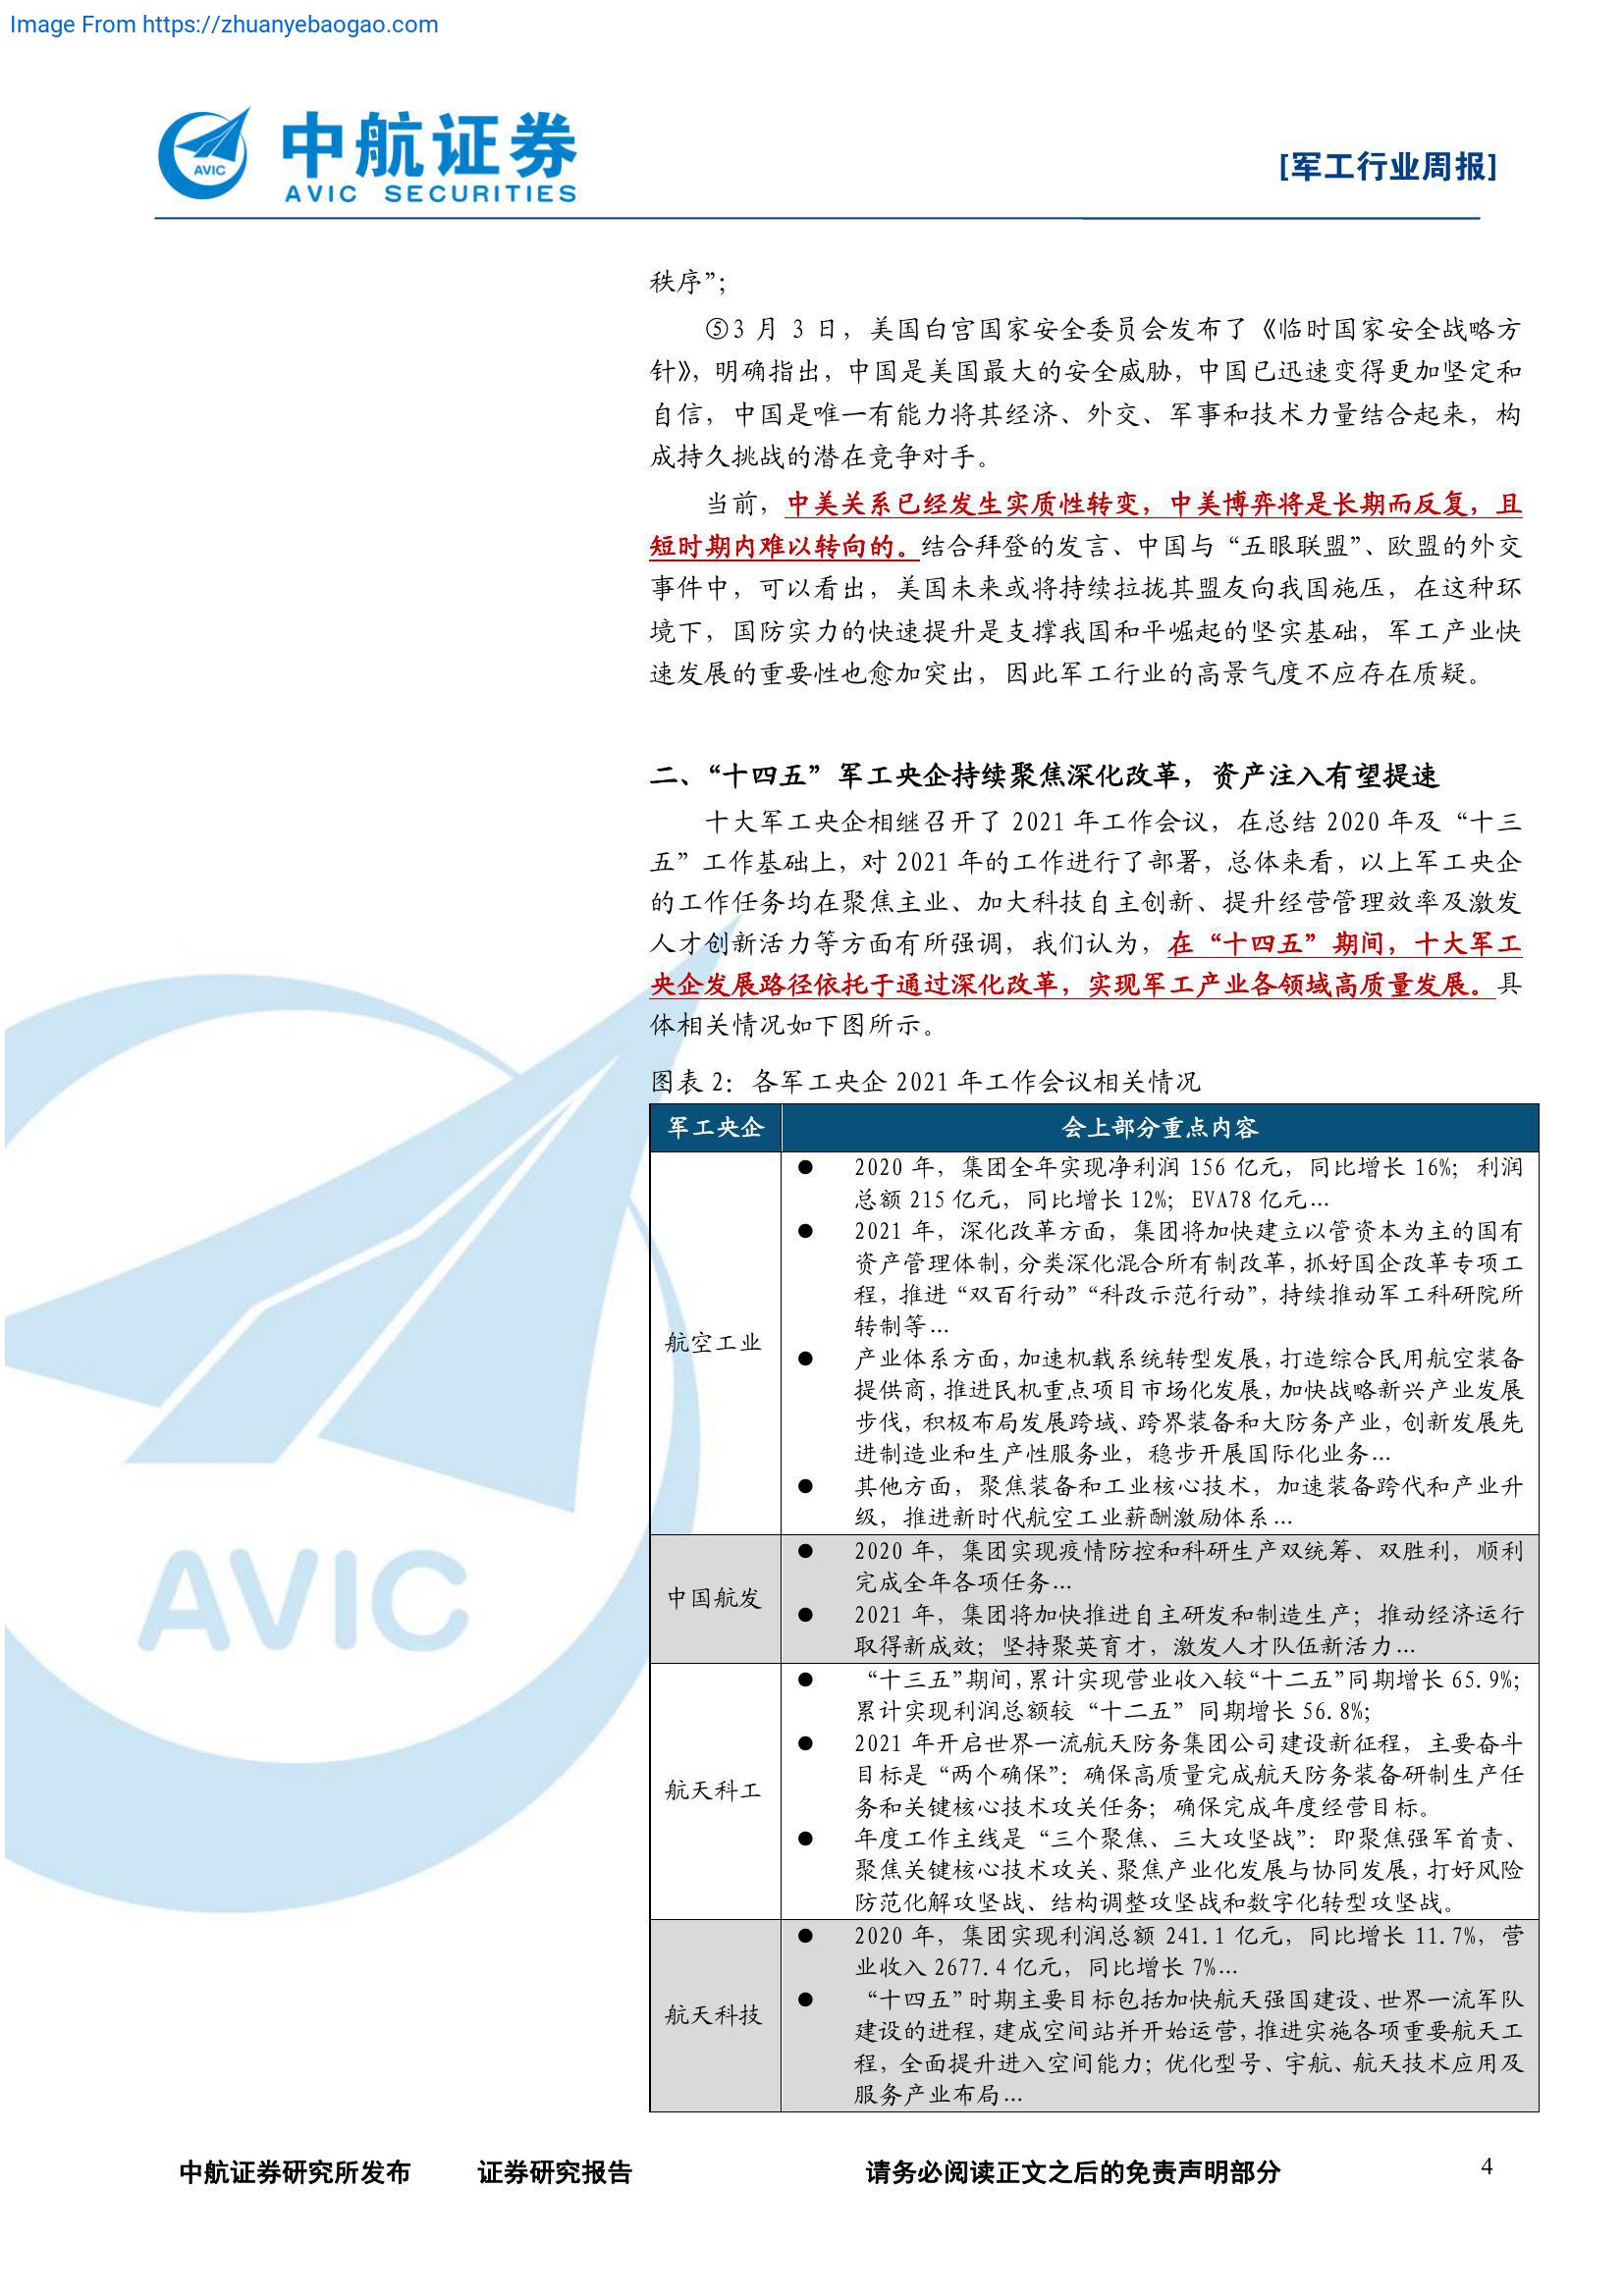 Image From https://zhuanyebaogao.com
中航证券
AVIC SECURITIES
AVIC
[军工行业周报]
秩序”；
⑤3 月 3 日，美国白宫国家安全委员会发布了《临时国家安全战略方
针》，明确指出，中国是美国最大的安全威胁，中国已迅速变得更加坚定和
自信，中国是唯一有能力将其经济、外交、军事和技术力量结合起来，构
成持久挑战的潜在竞争对手。
当前，中美关系已经发生实质性转变，中美博弈将是长期而反复，且
短时期内难以转向的。结合拜登的发言、中国与“五眼联盟”、欧盟的外交
事件中，可以看出，美国未来或将持续拉拢其盟友向我国施压，在这种环
境下，国防实力的快速提升是支撑我国和平崛起的坚实基础，军工产业快
速发展的重要性也愈加突出，因此军工行业的高景气度不应存在质疑。
二、“十四五”军工央企持续聚焦深化改革，资产注入有望提速
十大军工央企相继召开了 2021 年工作会议，在总结 2020 年及“十三
五”工作基础上，对 2021 年的工作进行了部署，总体来看，以上军工央企
的工作任务均在聚焦主业、加大科技自主创新、提升经营管理效率及激发
人才创新活力等方面有所强调，我们认为，在“十四五”期间，十大军工
央企发展路径依托于通过深化改革，实现军工产业各领域高质量发展。具
体相关情况如下图所示。
图表 2：各军工央企 2021 年工作会议相关情况
军工央企 会上部分重点内容
航空工业
● 2020 年，集团全年实现净利润 156 亿元，同比增长 16%；利润
总额 215 亿元，同比增长 12%；EVA78 亿元…
● 2021 年，深化改革方面，集团将加快建立以管资本为主的国有
资产管理体制，分类深化混合所有制改革，抓好国企改革专项工
程，推进“双百行动”“科改示范行动”，持续推动军工科研院所
转制等…
● 产业体系方面，加速机载系统转型发展，打造综合民用航空装备
提供商，推进民机重点项目市场化发展，加快战略新兴产业发展
步伐，积极布局发展跨域、跨界装备和大防务产业，创新发展先
进制造业和生产性服务业，稳步开展国际化业务…
● 其他方面，聚焦装备和工业核心技术，加速装备跨代和产业升
级，推进新时代航空工业薪酬激励体系…
中国航发
● 2020 年，集团实现疫情防控和科研生产双统筹、双胜利，顺利
完成全年各项任务…
● 2021 年，集团将加快推进自主研发和制造生产；推动经济运行
取得新成效；坚持聚英育才，激发人才队伍新活力…
航天科工
● “十三五”期间，累计实现营业收入较“十二五”同期增长 65.9%；
累计实现利润总额较“十二五”同期增长 56.8%；
● 2021 年开启世界一流航天防务集团公司建设新征程，主要奋斗
目标是“两个确保”：确保高质量完成航天防务装备研制生产任
务和关键核心技术攻关任务；确保完成年度经营目标。
● 年度工作主线是“三个聚焦、三大攻坚战”：即聚焦强军首责、
聚焦关键核心技术攻关、聚焦产业化发展与协同发展，打好风险
防范化解攻坚战、结构调整攻坚战和数字化转型攻坚战。
航天科技
● 2020 年，集团实现利润总额 241.1 亿元，同比增长 11.7%，营
业收入 2677.4 亿元，同比增长 7%…
● “十四五”时期主要目标包括加快航天强国建设、世界一流军队
建设的进程，建成空间站并开始运营，推进实施各项重要航天工
程，全面提升进入空间能力；优化型号、宇航、航天技术应用及
服务产业布局…
AVIC
中航证券研究所发布 证券研究报告 请务必阅读正文之后的免责声明部分 4